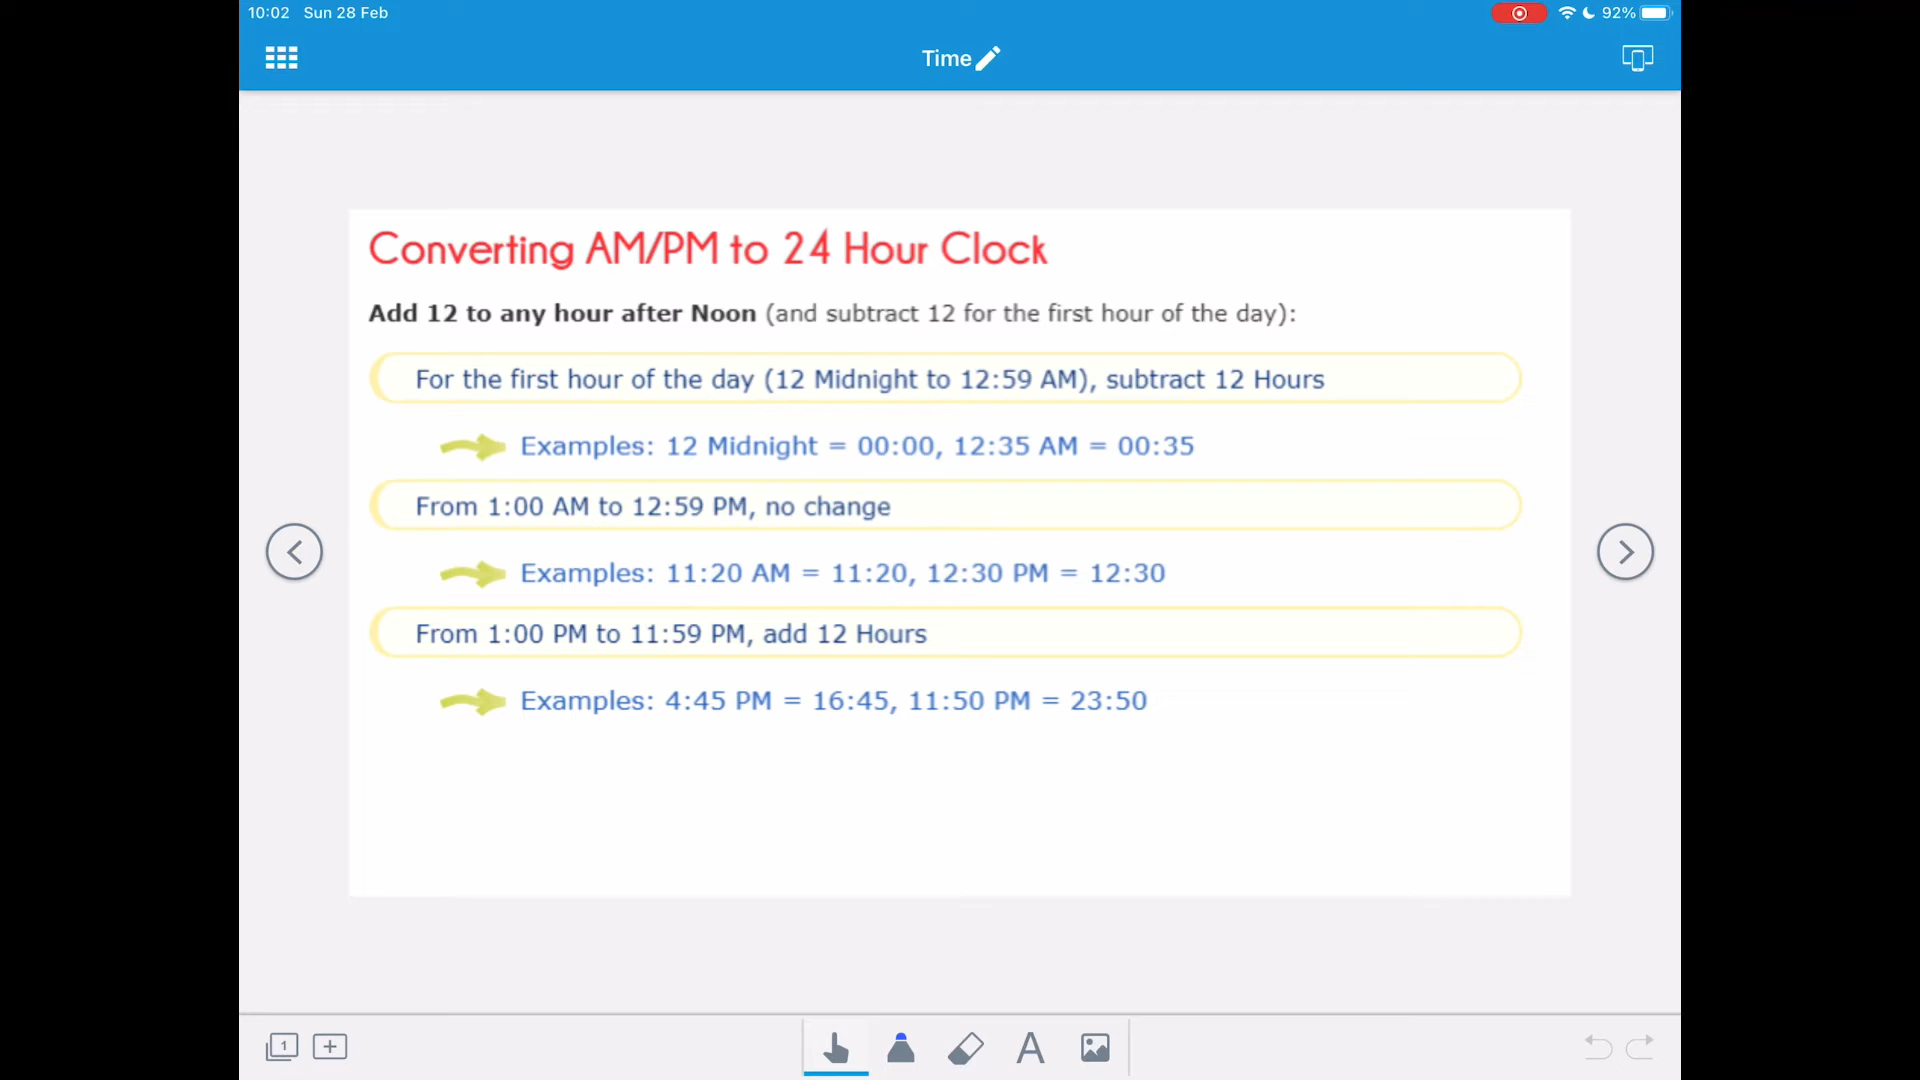 10:02 Sun 28 Feb
92%
Time
Converting AM/PM to 24 Hour Clock
Add 12 to any hour after Noon (and subtract 12 for the first hour of the day):
For the first hour of the day (12 Midnight to 12:59 AM), subtract 12 Hours
Examples: 12 Midnight = 00:00, 12:35 AM = 00:35
From 1:00 AM to 12:59 PM, no change
Examples: 11:20 AM = 11:20, 12:30 PM = 12:30
From 1:00 PM to 11:59 PM, add 12 Hours
Examples: 4:45 PM = 16:45, 11:50 PM = 23:50
1
A